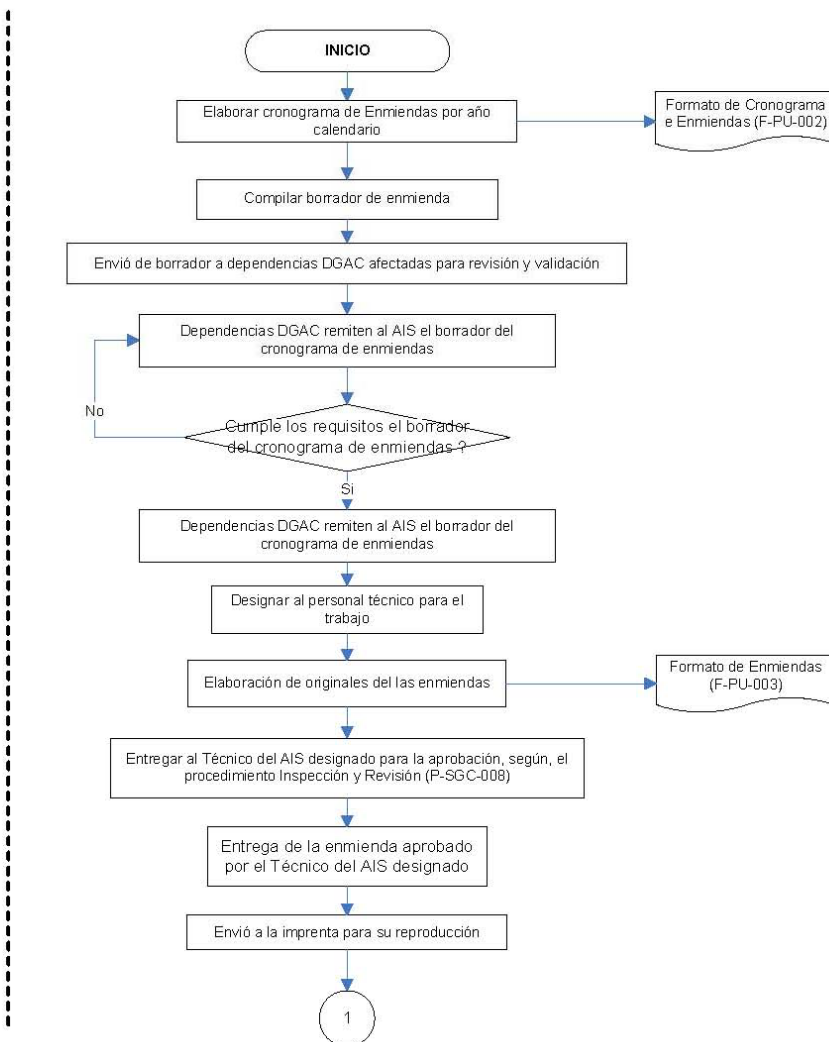 INICIO
Elaborar cronograma de Enmiendas por año
calendario
Formato de Cronograma
e Enmiendas (F-PU-002)
Compilar borrador de enmienda
Envió de borrador a dependencias DGAC afectadas para revisión y validación
Dependencias DGAC remiten al AIS el borrador del
cronograma de enmiendas
No
Cumple los requisitos el borrador
del cronograma de enmiendas ?
Si
Dependencias DGAC remiten al AIS el borrador del
cronograma de enmiendas
Designar al personal técnico para el
trabajo
Elaboración de originales del las enmiendas
Formato de Enmiendas
(F-PU-003)
Entregar al Técnico del AIS designado para la aprobación, según, el
procedimiento Inspección y Revisión (P-SGC-008)
Entrega de la enmienda aprobado
por el Técnico del AIS designado
Envió a la imprenta para su reproducción
1